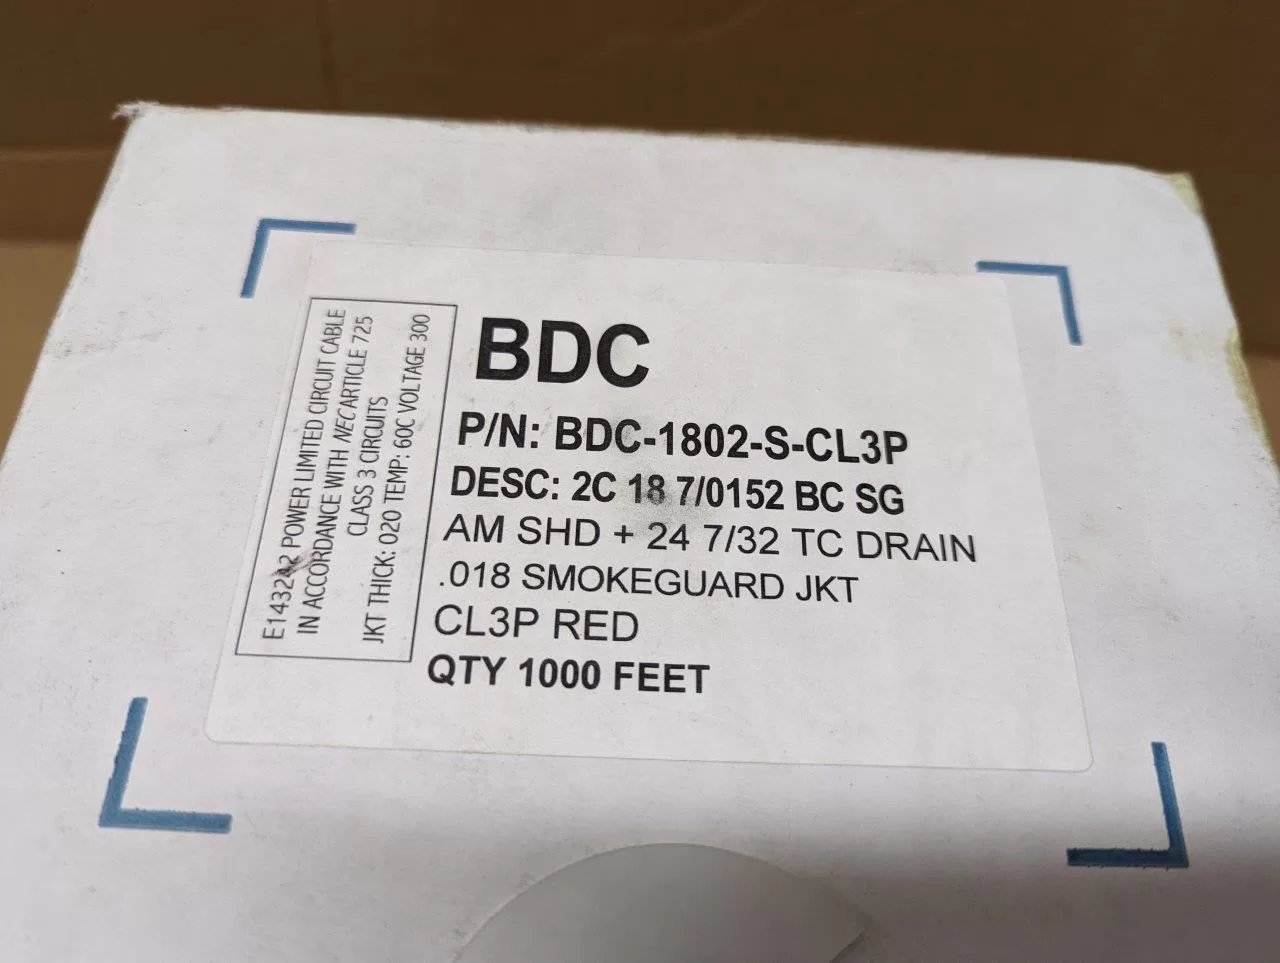 BDC
P/N: BDC-1802-S-CL3P
DESC: 2C 18 7/0152 BC SG
AM SHD + 24 7/32 TC DRAIN
.018 SMOKEGUARD JKT
CL3P RED
QTY 1000 FEET
E143242 POWER LIMITED CIRCUIT CABLE
IN ACCORDANCE WITH NEC ARTICLE 725
CLASS 3 CIRCUITS
JKT THICK: 020 TEMP: 60C VOLTAGE 300